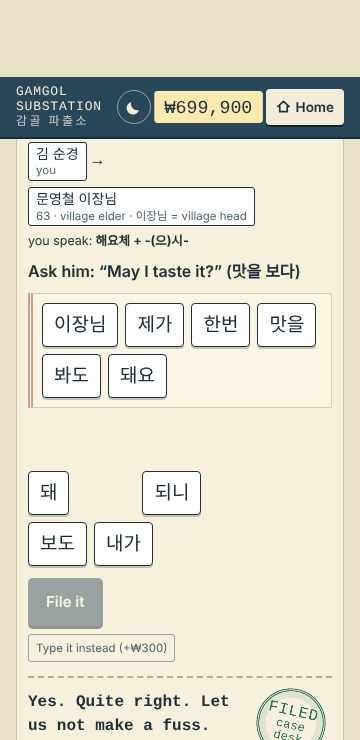 GAMGOL
SUBSTATION
감골 파출소
₩699,900
Home
김 순경
you
→
문영철 이장님
63 · village elder · 이장님 = village head
you speak: 해요체 + -(으)시-
Ask him: “May I taste it?” (맛을 보다)
이장님 제가 한번 맛을
봐도 돼요
돼 되니
보도 내가
File it
Type it instead (+₩300)
Yes. Quite right. Let
us not make a fuss.
FILED
case
desk